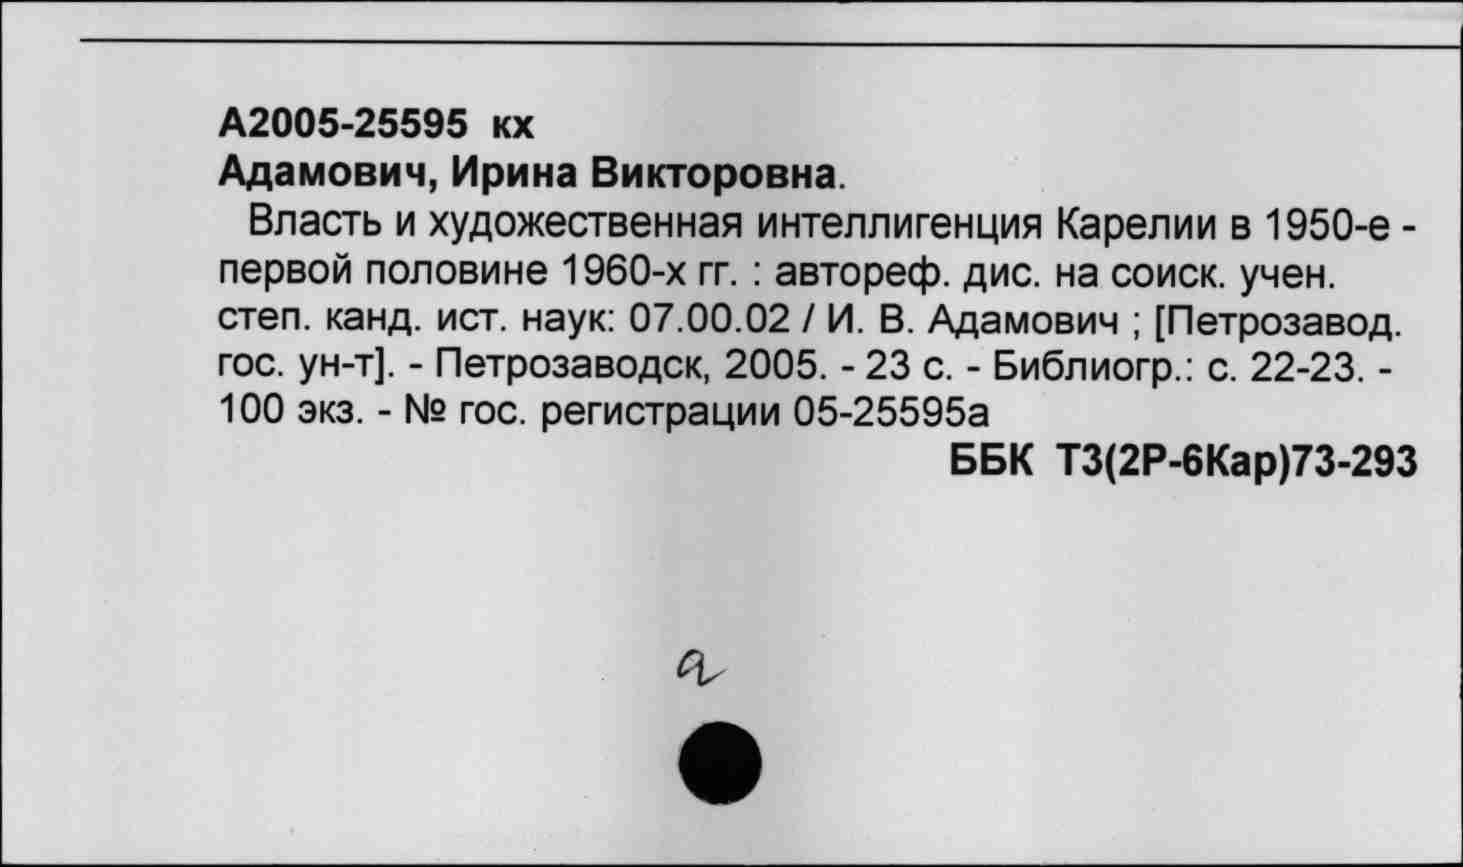 А2005-25595 кх
Адамович, Ирина Викторовна.
Власть и художественная интеллигенция Карелии в 1950-е -
первой половине 1960-х гг. : автореф. дис. на соиск. учен.
степ. канд. ист. наук: 07.00.02 / И. В. Адамович ; [Петрозавод.
гос. ун-т]. - Петрозаводск, 2005. - 23 с. - Библиогр.: с. 22-23. -
100 экз. - № гос. регистрации 05-25595а
ББК Т3(2Р-6Кар)73-293
а